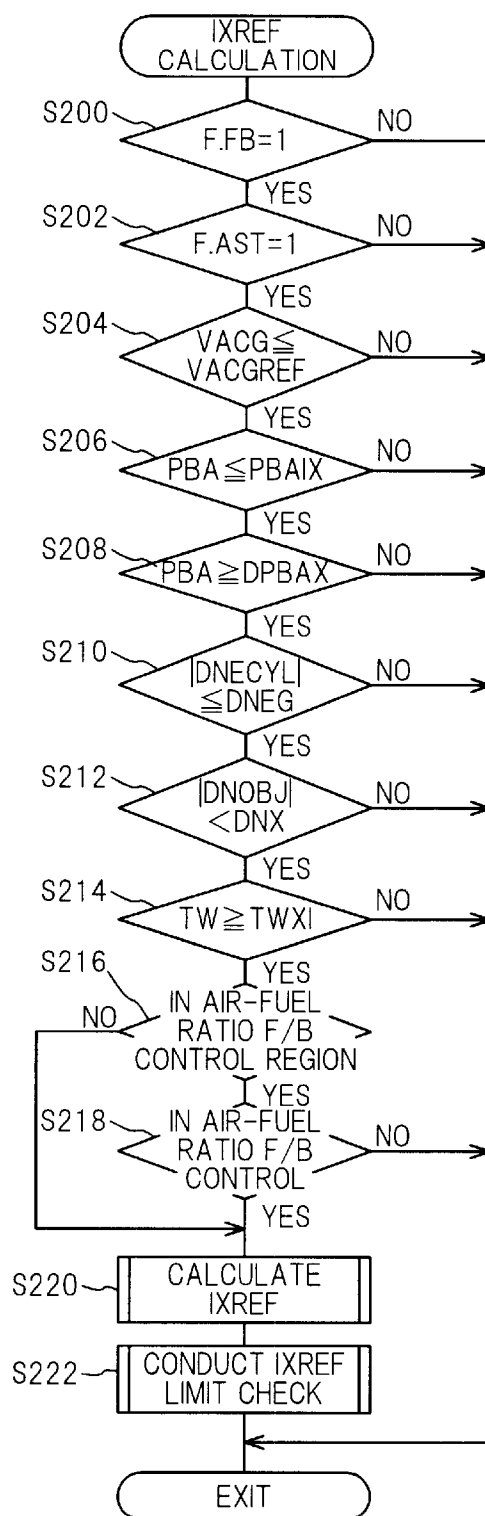 IXREF
CALCULATION
S200
F.FB=1
NO
YES
S202
F.AST=1
NO
YES
S204
VACG≦
VACGREF
NO
YES
S206
PBA≦PBAIX
NO
YES
S208
PBA≧DPBAX
NO
YES
S210
|DNECYL|
≦DNEG
NO
YES
S212
|DNOBJ|
<DNX
NO
YES
S214
TW≧TWXI
NO
YES
S216
NO
IN AIR-FUEL
RATIO F/B
CONTROL REGION
YES
S218
IN AIR-FUEL
RATIO F/B
CONTROL
NO
YES
S220
CALCULATE
IXREF
S222
CONDUCT IXREF
LIMIT CHECK
EXIT